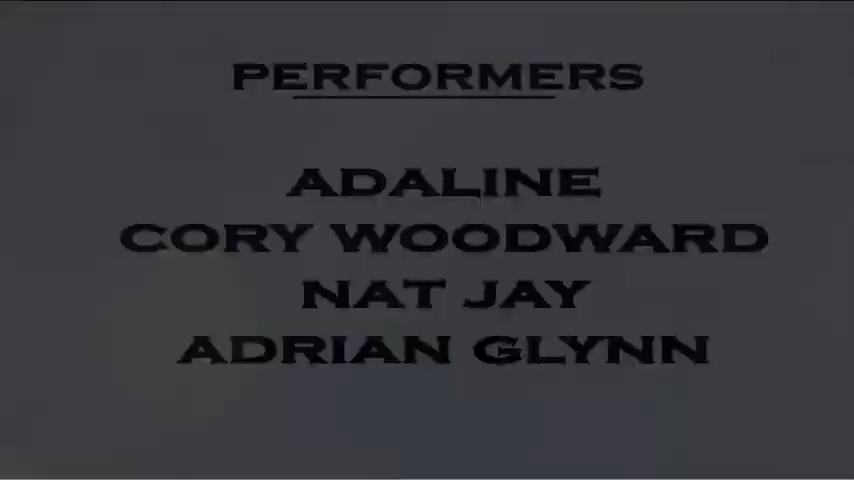 PERFORMERS
ADALINE
CORY WOODWARD
NAT JAY
ADRIAN GLYNN